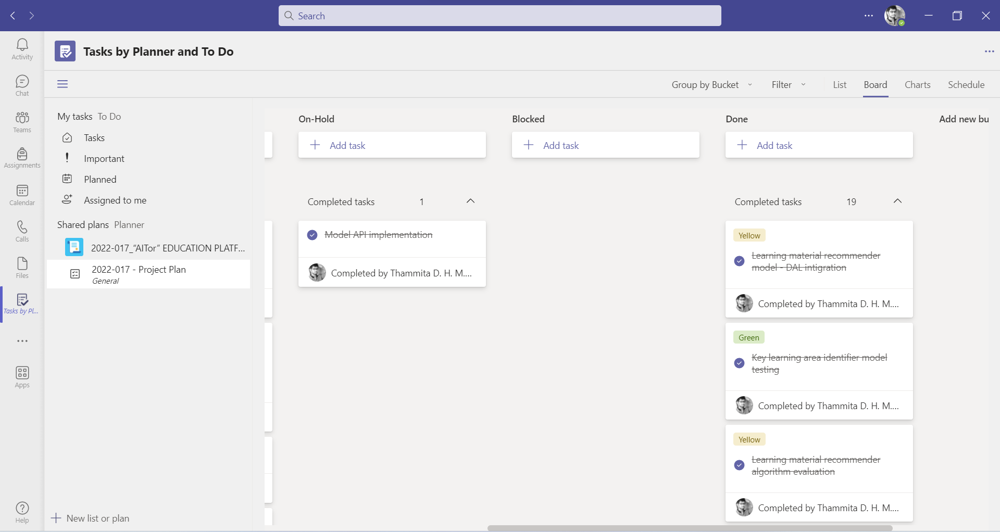 Search
Activity
Chat
Teams
Assignments
Calendar
Calls
Files
Tasks by Pl...
Apps
Help
Tasks by Planner and To Do
Group by Bucket
Filter
List
Board
Charts
Schedule
My tasks To Do
Tasks
Important
Planned
Assigned to me
Shared plans Planner
2022-017_“AITor” EDUCATION PLATF...
2022-017 - Project Plan
General
New list or plan
On-Hold
Add task
Completed tasks 1
Model API implementation
Completed by Thammita D. H. M....
Blocked
Add task
Done
Add task
Completed tasks 19
Yellow
Learning material recommender
model - DAL intigration
Completed by Thammita D. H. M....
Green
Key learning area identifier model
testing
Completed by Thammita D. H. M....
Yellow
Learning material recommender
algorithm evaluation
Completed by Thammita D. H. M....
Add new bu